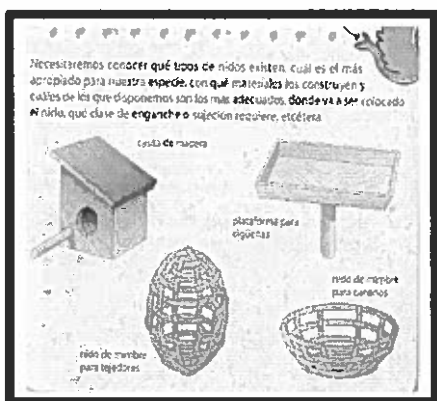 Necesitaremos conocer qué tipos de nidos existen, cuál es el más
apropiado para nuestra especie, con qué materiales los construyen y
cuáles de los que disponemos son los más adecuados, dónde va a ser colocado
el nido, qué clase de enganche o sujeción requiere, etcétera.
casita de madera
plataforma para
cigüeñas
nido de mimbre
para tejedores
nido de mimbre
para canarios